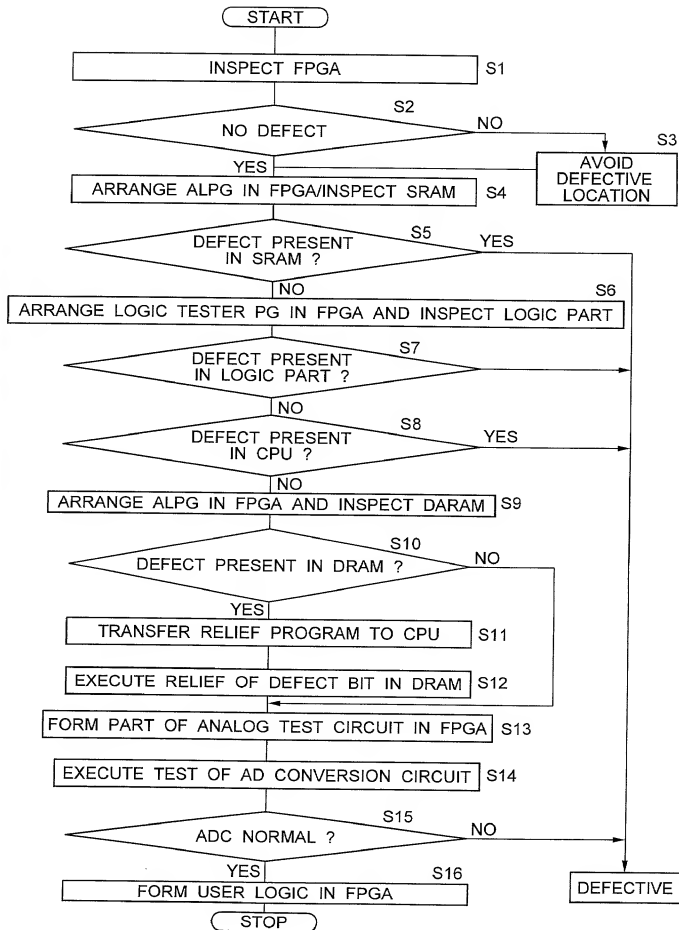 START
INSPECT FPGA
S1
S2
NO DEFECT
NO
S3
YES
AVOID
DEFECTIVE
LOCATION
ARRANGE ALPG IN FPGA/INSPECT SRAM
S4
S5
DEFECT PRESENT
IN SRAM ?
YES
NO
S6
ARRANGE LOGIC TESTER PG IN FPGA AND INSPECT LOGIC PART
S7
DEFECT PRESENT
IN LOGIC PART ?
NO
S8
DEFECT PRESENT
IN CPU ?
YES
NO
ARRANGE ALPG IN FPGA AND INSPECT DARAM
S9
S10
DEFECT PRESENT IN DRAM ?
NO
YES
TRANSFER RELIEF PROGRAM TO CPU
S11
EXECUTE RELIEF OF DEFECT BIT IN DRAM
S12
FORM PART OF ANALOG TEST CIRCUIT IN FPGA
S13
EXECUTE TEST OF AD CONVERSION CIRCUIT
S14
S15
ADC NORMAL ?
NO
YES
S16
FORM USER LOGIC IN FPGA
DEFECTIVE
STOP